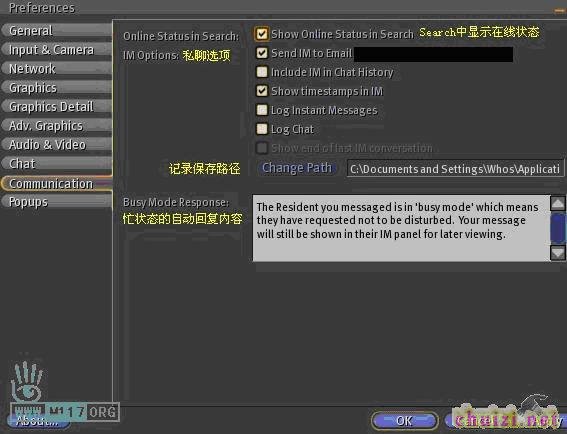 Preferences
General
Input & Camera
Network
Graphics
Graphics Detail
Adv. Graphics
Audio & Video
Chat
Communication
Popups
Online Status in Search:
Show Online Status in Search
Search中显示在线状态
IM Options: 私聊选项
Send IM to Email
Include IM in Chat History
Show timestamps in IM
Log Instant Messages
Log Chat
Show end of last IM conversation
记录保存路径
Change Path
C:\Documents and Settings\Whos\Applicati
Busy Mode Response:
忙状态的自动回复内容
The Resident you messaged is in 'busy mode' which means
they have requested not to be disturbed. Your message
will still be shown in their IM panel for later viewing.
WWW.M117.ORG
About...
OK
Cancel
Apply
chuizi.net